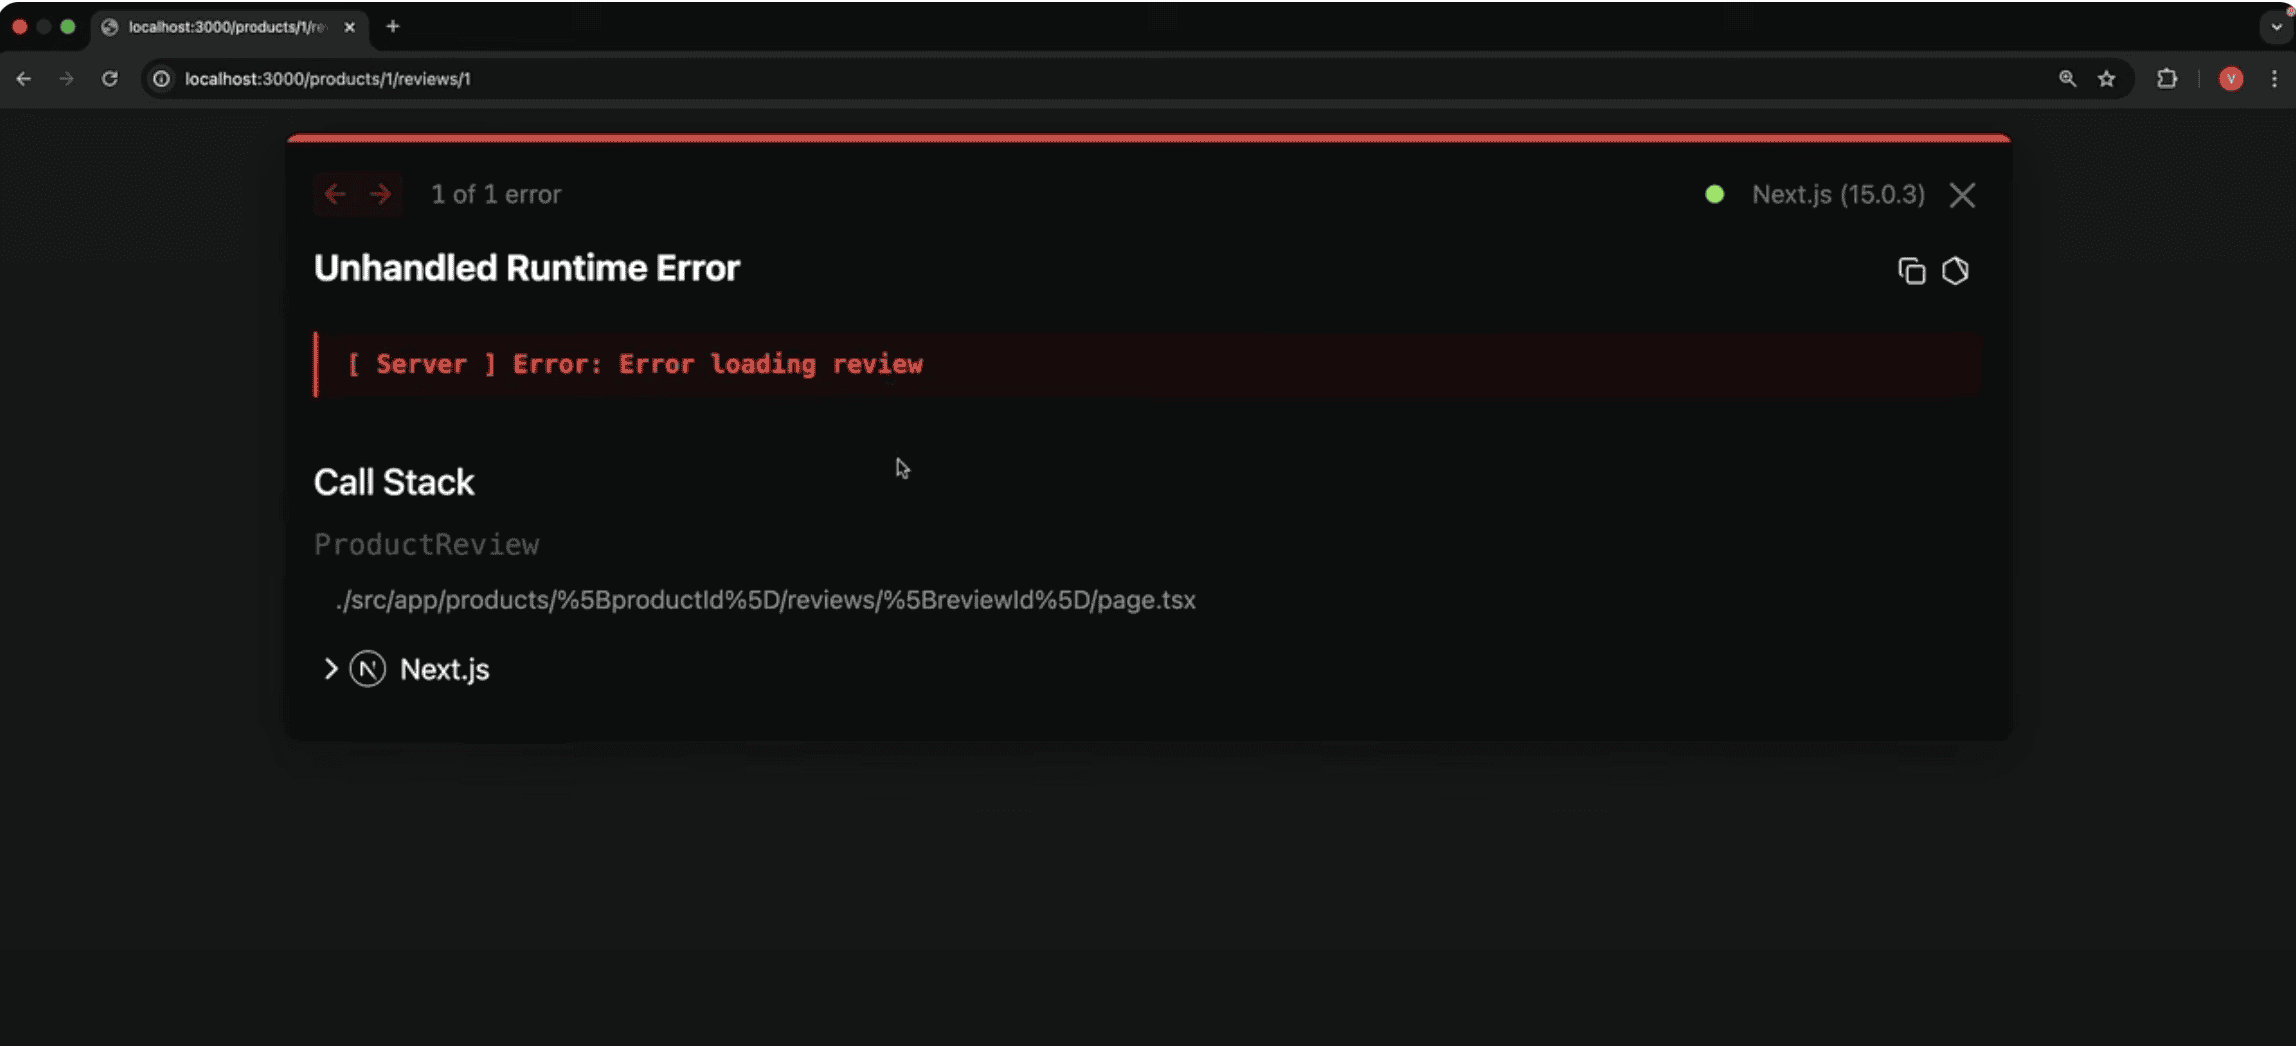 localhost:3000/products/1/re
localhost:3000/products/1/reviews/1
V
1 of 1 error
Next.js (15.0.3)
Unhandled Runtime Error
[ Server ] Error: Error loading review
Call Stack
ProductReview
./src/app/products/%5BproductId%5D/reviews/%5BreviewId%5D/page.tsx
N Next.js